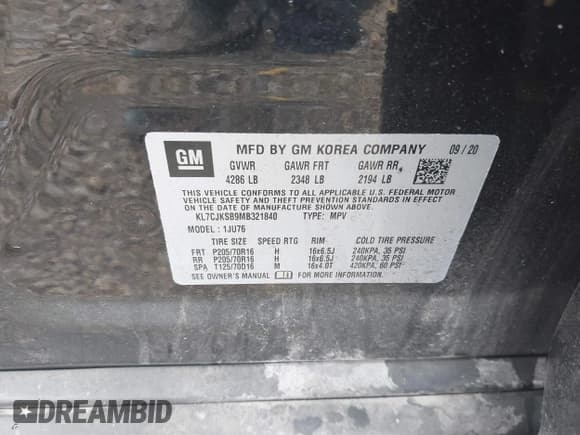 GM MFD BY GM KOREA COMPANY 09/20
GVWR GAWR FRT GAWR RR
4286 LB 2348 LB 2194 LB
THIS VEHICLE CONFORMS TO ALL APPLICABLE U.S. FEDERAL MOTOR
VEHICLE SAFETY, BUMPER, AND THEFT PREVENTION STANDARDS
IN EFFECT ON THE DATE OF MANUFACTURE SHOWN ABOVE.
KL7CJKSB9MB321840 TYPE: MPV
MODEL: 1JU76
TIRE SIZE SPEED RTG RIM COLD TIRE PRESSURE
FRT P205/70R16 H 16x6.5J 240KPA, 35 PSI
RR P205/70R16 H 16x6.5J 240KPA, 35 PSI
SPA T125/70D16 M 16x4.0T 420KPA, 60 PSI
SEE OWNER'S MANUAL
DREAMBID